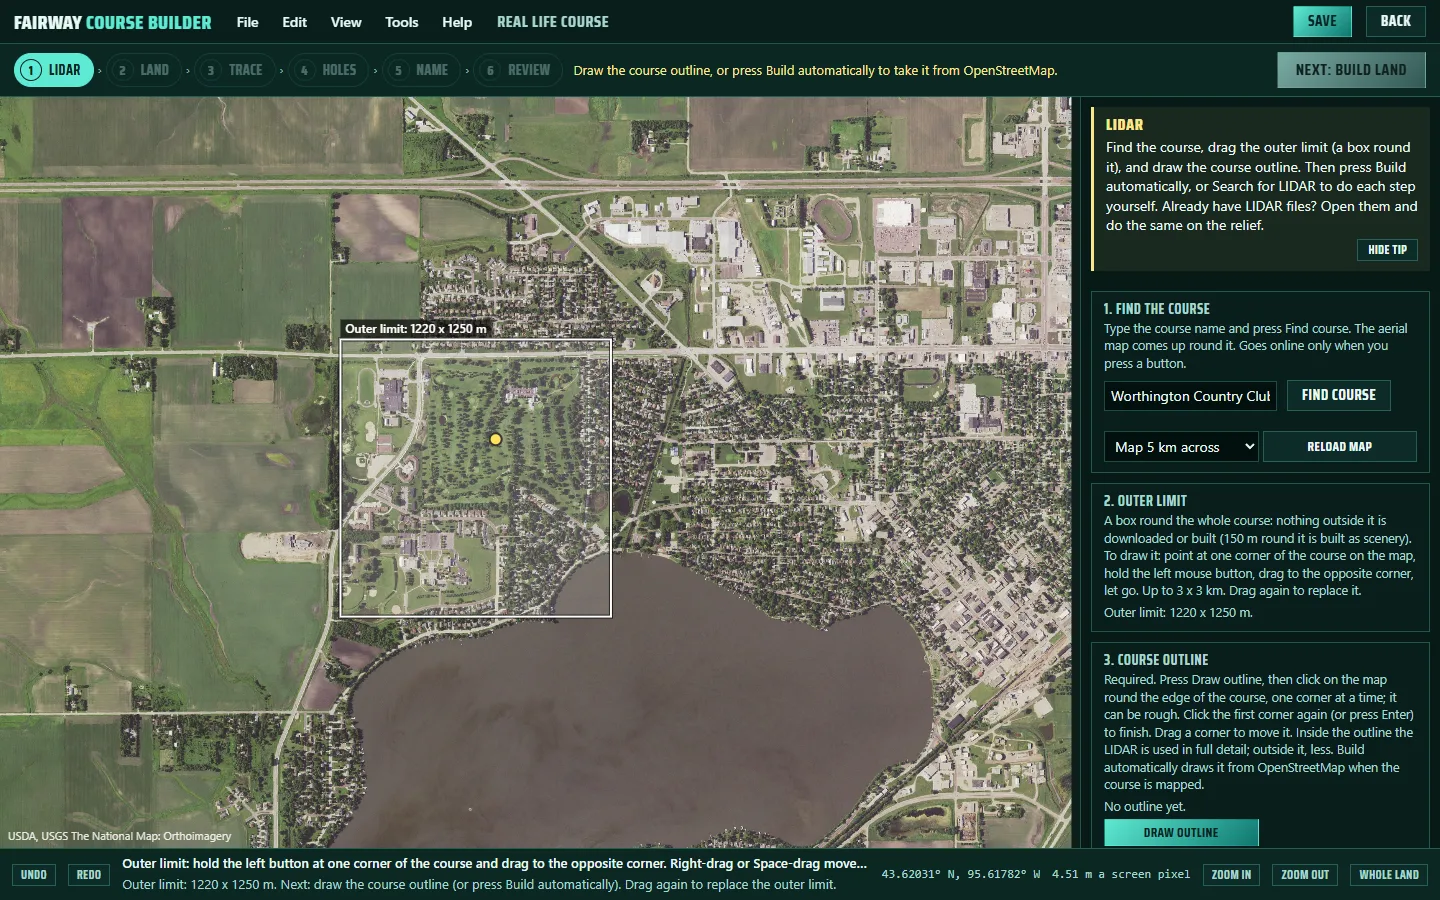 FAIRWAY COURSE BUILDER File Edit View Tools Help REAL LIFE COURSE SAVE BACK
1 LIDAR › 2 LAND › 3 TRACE › 4 HOLES › 5 NAME › 6 REVIEW Draw the course outline, or press Build automatically to take it from OpenStreetMap. NEXT: BUILD LAND
Outer limit: 1220 x 1250 m
USDA, USGS The National Map: Orthoimagery
LIDAR
Find the course, drag the outer limit (a box round
it), and draw the course outline. Then press Build
automatically, or Search for LIDAR to do each step
yourself. Already have LIDAR files? Open them and
do the same on the relief.
HIDE TIP
1. FIND THE COURSE
Type the course name and press Find course. The aerial
map comes up round it. Goes online only when you
press a button.
Worthington Country Club FIND COURSE
Map 5 km across RELOAD MAP
2. OUTER LIMIT
A box round the whole course: nothing outside it is
downloaded or built (150 m round it is built as scenery).
To draw it: point at one corner of the course on the map,
hold the left mouse button, drag to the opposite corner,
let go. Up to 3 x 3 km. Drag again to replace it.
Outer limit: 1220 x 1250 m.
3. COURSE OUTLINE
Required. Press Draw outline, then click on the map
round the edge of the course, one corner at a time; it
can be rough. Click the first corner again (or press Enter)
to finish. Drag a corner to move it. Inside the outline the
LIDAR is used in full detail; outside it, less. Build
automatically draws it from OpenStreetMap when the
course is mapped.
No outline yet.
DRAW OUTLINE
UNDO REDO
Outer limit: hold the left button at one corner of the course and drag to the opposite corner. Right-drag or Space-drag move...
Outer limit: 1220 x 1250 m. Next: draw the course outline (or press Build automatically). Drag again to replace the outer limit.
43.62031° N, 95.61782° W 4.51 m a screen pixel ZOOM IN ZOOM OUT WHOLE LAND